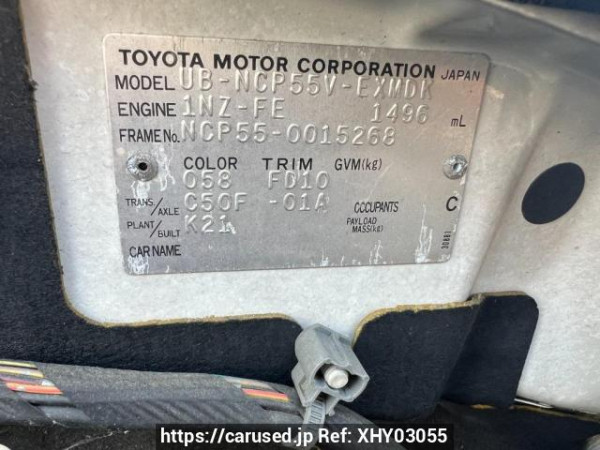 TOYOTA MOTOR CORPORATION JAPAN
MODEL UB-NCP55V-EXMDK
ENGINE 1NZ-FE 1496 mL
FRAME No. NCP55-0015268
COLOR TRIM GVM(kg)
058 FD10
TRANS/AXLE C50F -01A OCCUPANTS C
PLANT/BUILT K21 PAYLOAD MASS(kg)
CAR NAME
30881
https://carused.jp Ref: XHY03055